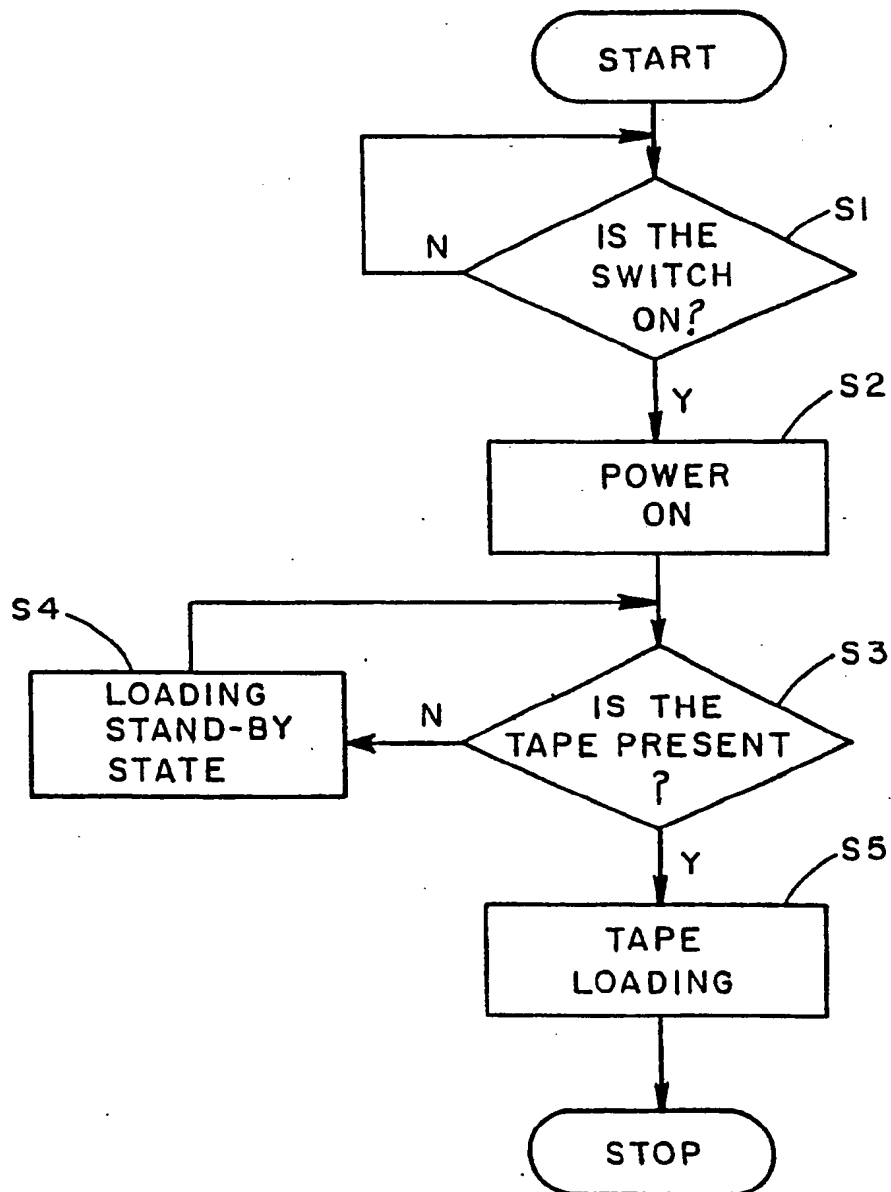 START
S1
N
IS THE
SWITCH
ON?
Y
S2
POWER
ON
S4
S3
LOADING
STAND-BY
STATE
N
IS THE
TAPE PRESENT
?
Y
S5
TAPE
LOADING
STOP